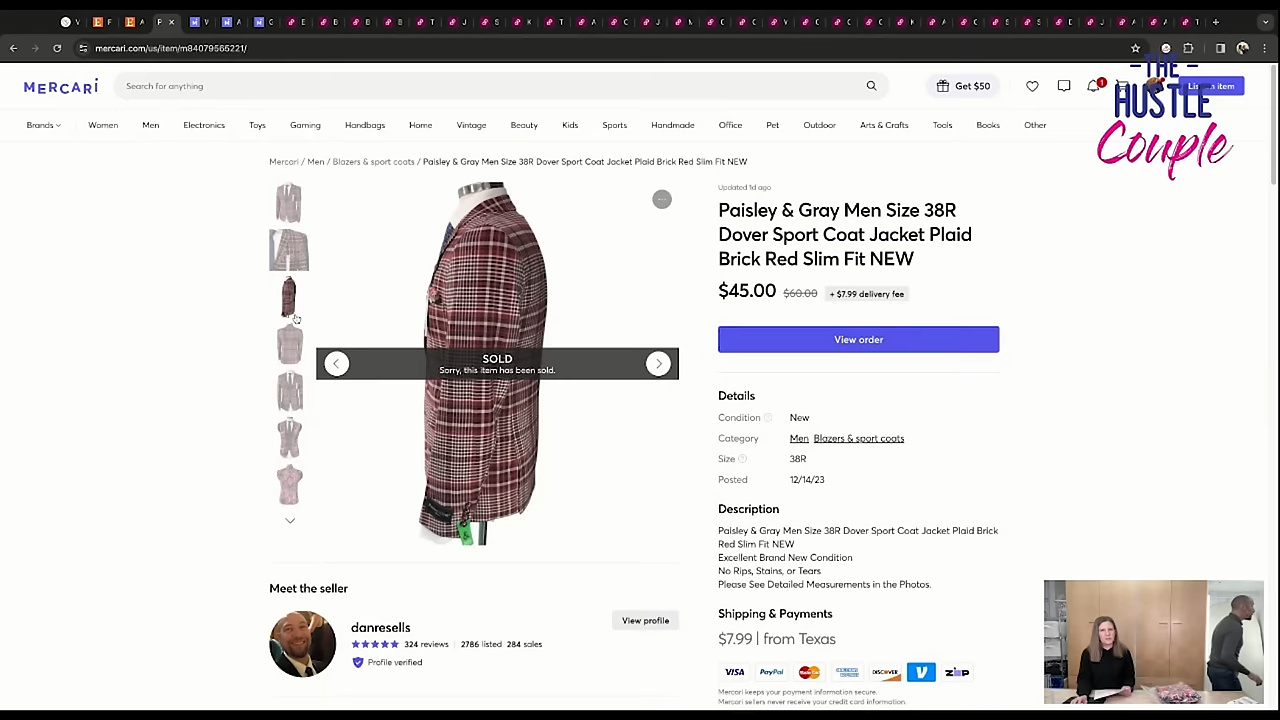 mercari.com/us/item/m84079565221/
MERCARI
Search for anything
Get $50
1
THE
HUSTLE
Couple
Brands
Women
Men
Electronics
Toys
Gaming
Handbags
Home
Vintage
Beauty
Kids
Sports
Handmade
Office
Pet
Outdoor
Arts & Crafts
Tools
Books
Other
Mercari / Men / Blazers & sport coats / Paisley & Gray Men Size 38R Dover Sport Coat Jacket Plaid Brick Red Slim Fit NEW
Updated 1d ago
Paisley & Gray Men Size 38R
Dover Sport Coat Jacket Plaid
Brick Red Slim Fit NEW
$45.00 $60.00 + $7.99 delivery fee
View order
SOLD
Sorry, this item has been sold.
Details
Condition New
Category Men Blazers & sport coats
Size 38R
Posted 12/14/23
Description
Paisley & Gray Men Size 38R Dover Sport Coat Jacket Plaid Brick
Red Slim Fit NEW
Excellent Brand New Condition
No Rips, Stains, or Tears
Please See Detailed Measurements in the Photos.
Meet the seller
danresells
View profile
324 reviews | 2786 listed 284 sales
Profile verified
Shipping & Payments
$7.99 | from Texas
VISA PayPal MasterCard DISCOVER V ZIP
Mercari keeps your payment information secure.
Mercari sellers never receive your credit card information.